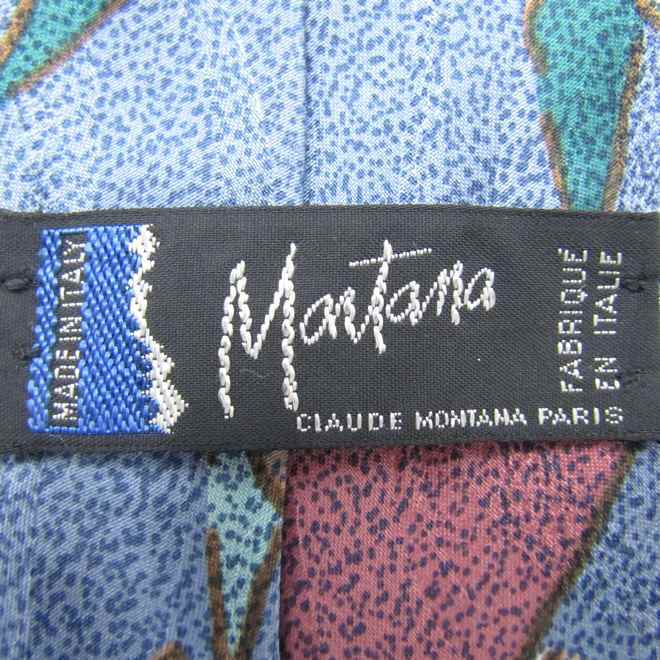 MADE IN ITALY
Montana
CLAUDE MONTANA PARIS
FABRIQUÉ
EN ITALIE